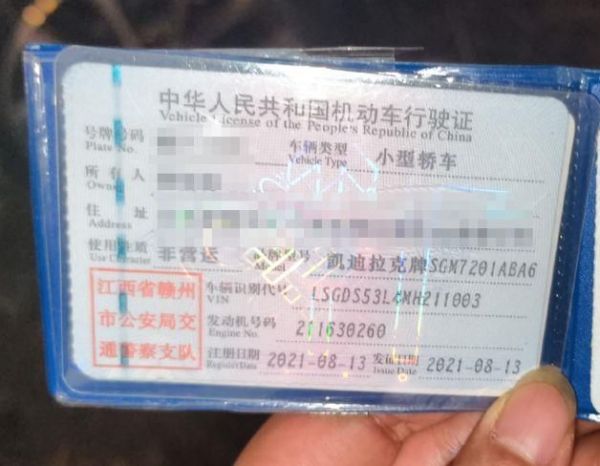 中华人民共和国机动车行驶证
Vehicle License of the People's Republic of China
号牌号码
Plate No.
车辆类型
Vehicle Type
小型轿车
所有人
Owner
住址
Address
使用性质
Use Character
非营运
品牌型号
Model
凯迪拉克牌SGM7201ABA6
江西省赣州
市公安局交
通警察支队
车辆识别代号
VIN
LSGDS53L4MH211003
发动机号码
Engine No.
211630260
注册日期
Register Date
2021-08-13
发证日期
Issue Date
2021-08-13